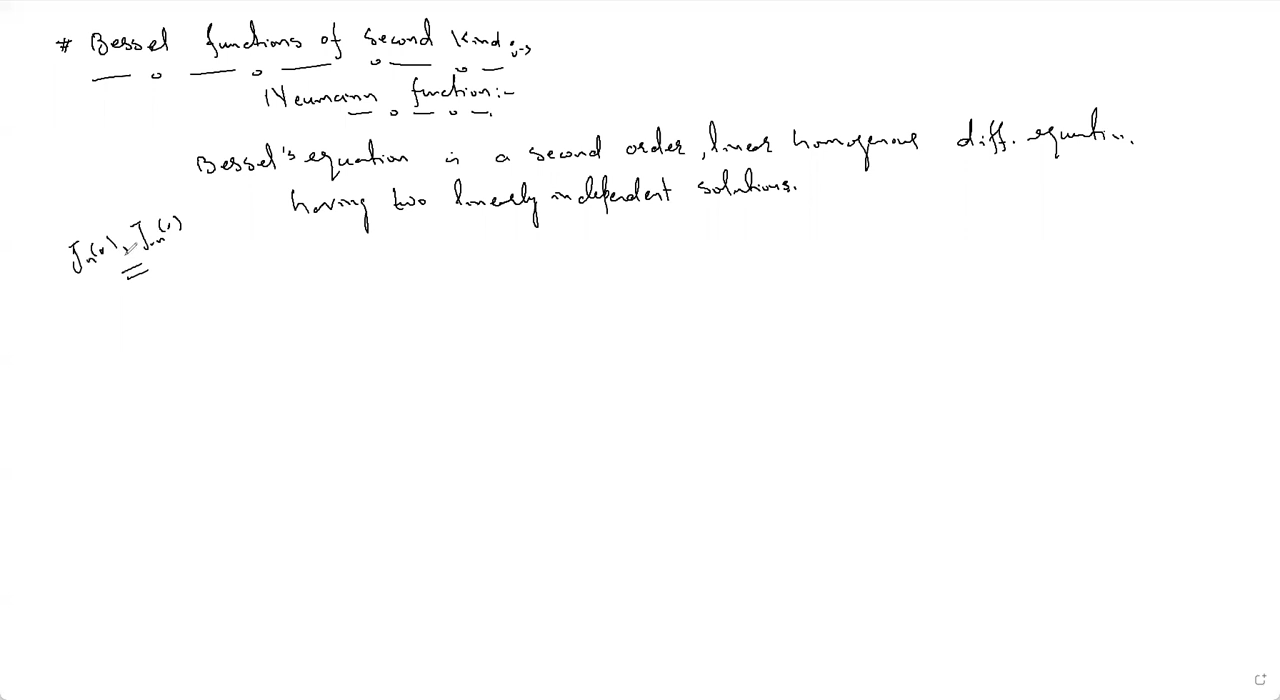 # Bessel functions of second kind :→
Neumann function :-
Bessel's equation is a second order, linear homogenous diff. equation.
having two linearly independent solutions.
Jₙ(x), J₋ₙ(x)